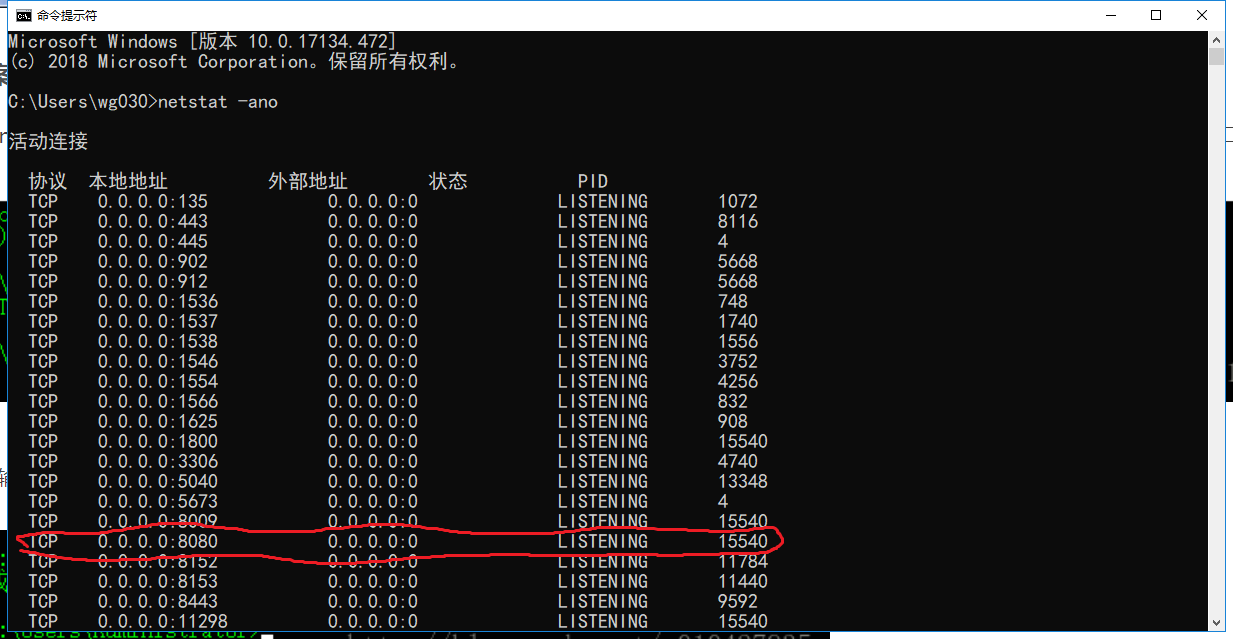 命令提示符
Microsoft Windows [版本 10.0.17134.472]
(c) 2018 Microsoft Corporation。保留所有权利。
C:\Users\wg030>netstat -ano
活动连接
协议 本地地址 外部地址 状态 PID
TCP 0.0.0.0:135 0.0.0.0:0 LISTENING 1072
TCP 0.0.0.0:443 0.0.0.0:0 LISTENING 8116
TCP 0.0.0.0:445 0.0.0.0:0 LISTENING 4
TCP 0.0.0.0:902 0.0.0.0:0 LISTENING 5668
TCP 0.0.0.0:912 0.0.0.0:0 LISTENING 5668
TCP 0.0.0.0:1536 0.0.0.0:0 LISTENING 748
TCP 0.0.0.0:1537 0.0.0.0:0 LISTENING 1740
TCP 0.0.0.0:1538 0.0.0.0:0 LISTENING 1556
TCP 0.0.0.0:1546 0.0.0.0:0 LISTENING 3752
TCP 0.0.0.0:1554 0.0.0.0:0 LISTENING 4256
TCP 0.0.0.0:1566 0.0.0.0:0 LISTENING 832
TCP 0.0.0.0:1625 0.0.0.0:0 LISTENING 908
TCP 0.0.0.0:1800 0.0.0.0:0 LISTENING 15540
TCP 0.0.0.0:3306 0.0.0.0:0 LISTENING 4740
TCP 0.0.0.0:5040 0.0.0.0:0 LISTENING 13348
TCP 0.0.0.0:5673 0.0.0.0:0 LISTENING 4
TCP 0.0.0.0:8009 0.0.0.0:0 LISTENING 15540
TCP 0.0.0.0:8080 0.0.0.0:0 LISTENING 15540
TCP 0.0.0.0:8152 0.0.0.0:0 LISTENING 11784
TCP 0.0.0.0:8153 0.0.0.0:0 LISTENING 11440
TCP 0.0.0.0:8443 0.0.0.0:0 LISTENING 9592
TCP 0.0.0.0:11298 0.0.0.0:0 LISTENING 15540